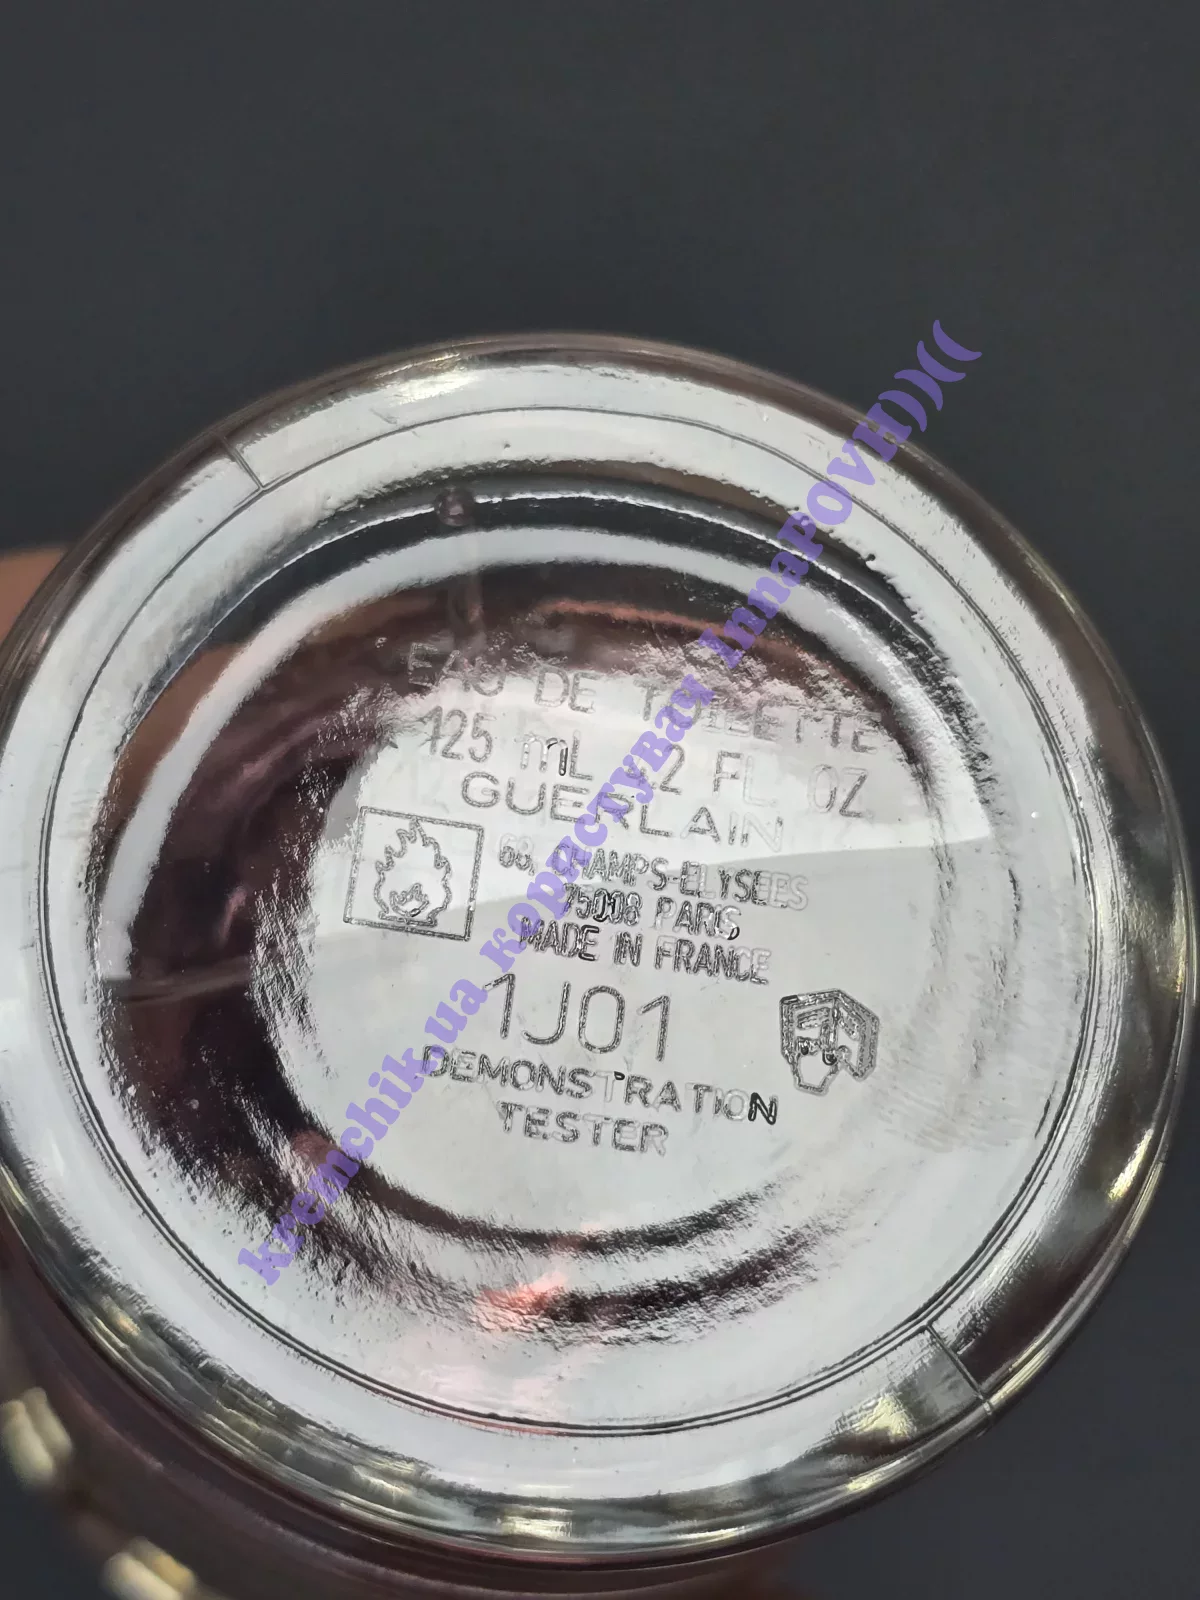 EAU DE TOILETTE
125 mL 4.2 FL OZ
GUERLAIN
68, CHAMPS-ELYSEES
75008 PARIS
MADE IN FRANCE
1J01
DEMONSTRATION
TESTER
kremchik.ua КористуВач InnaPOVH))((